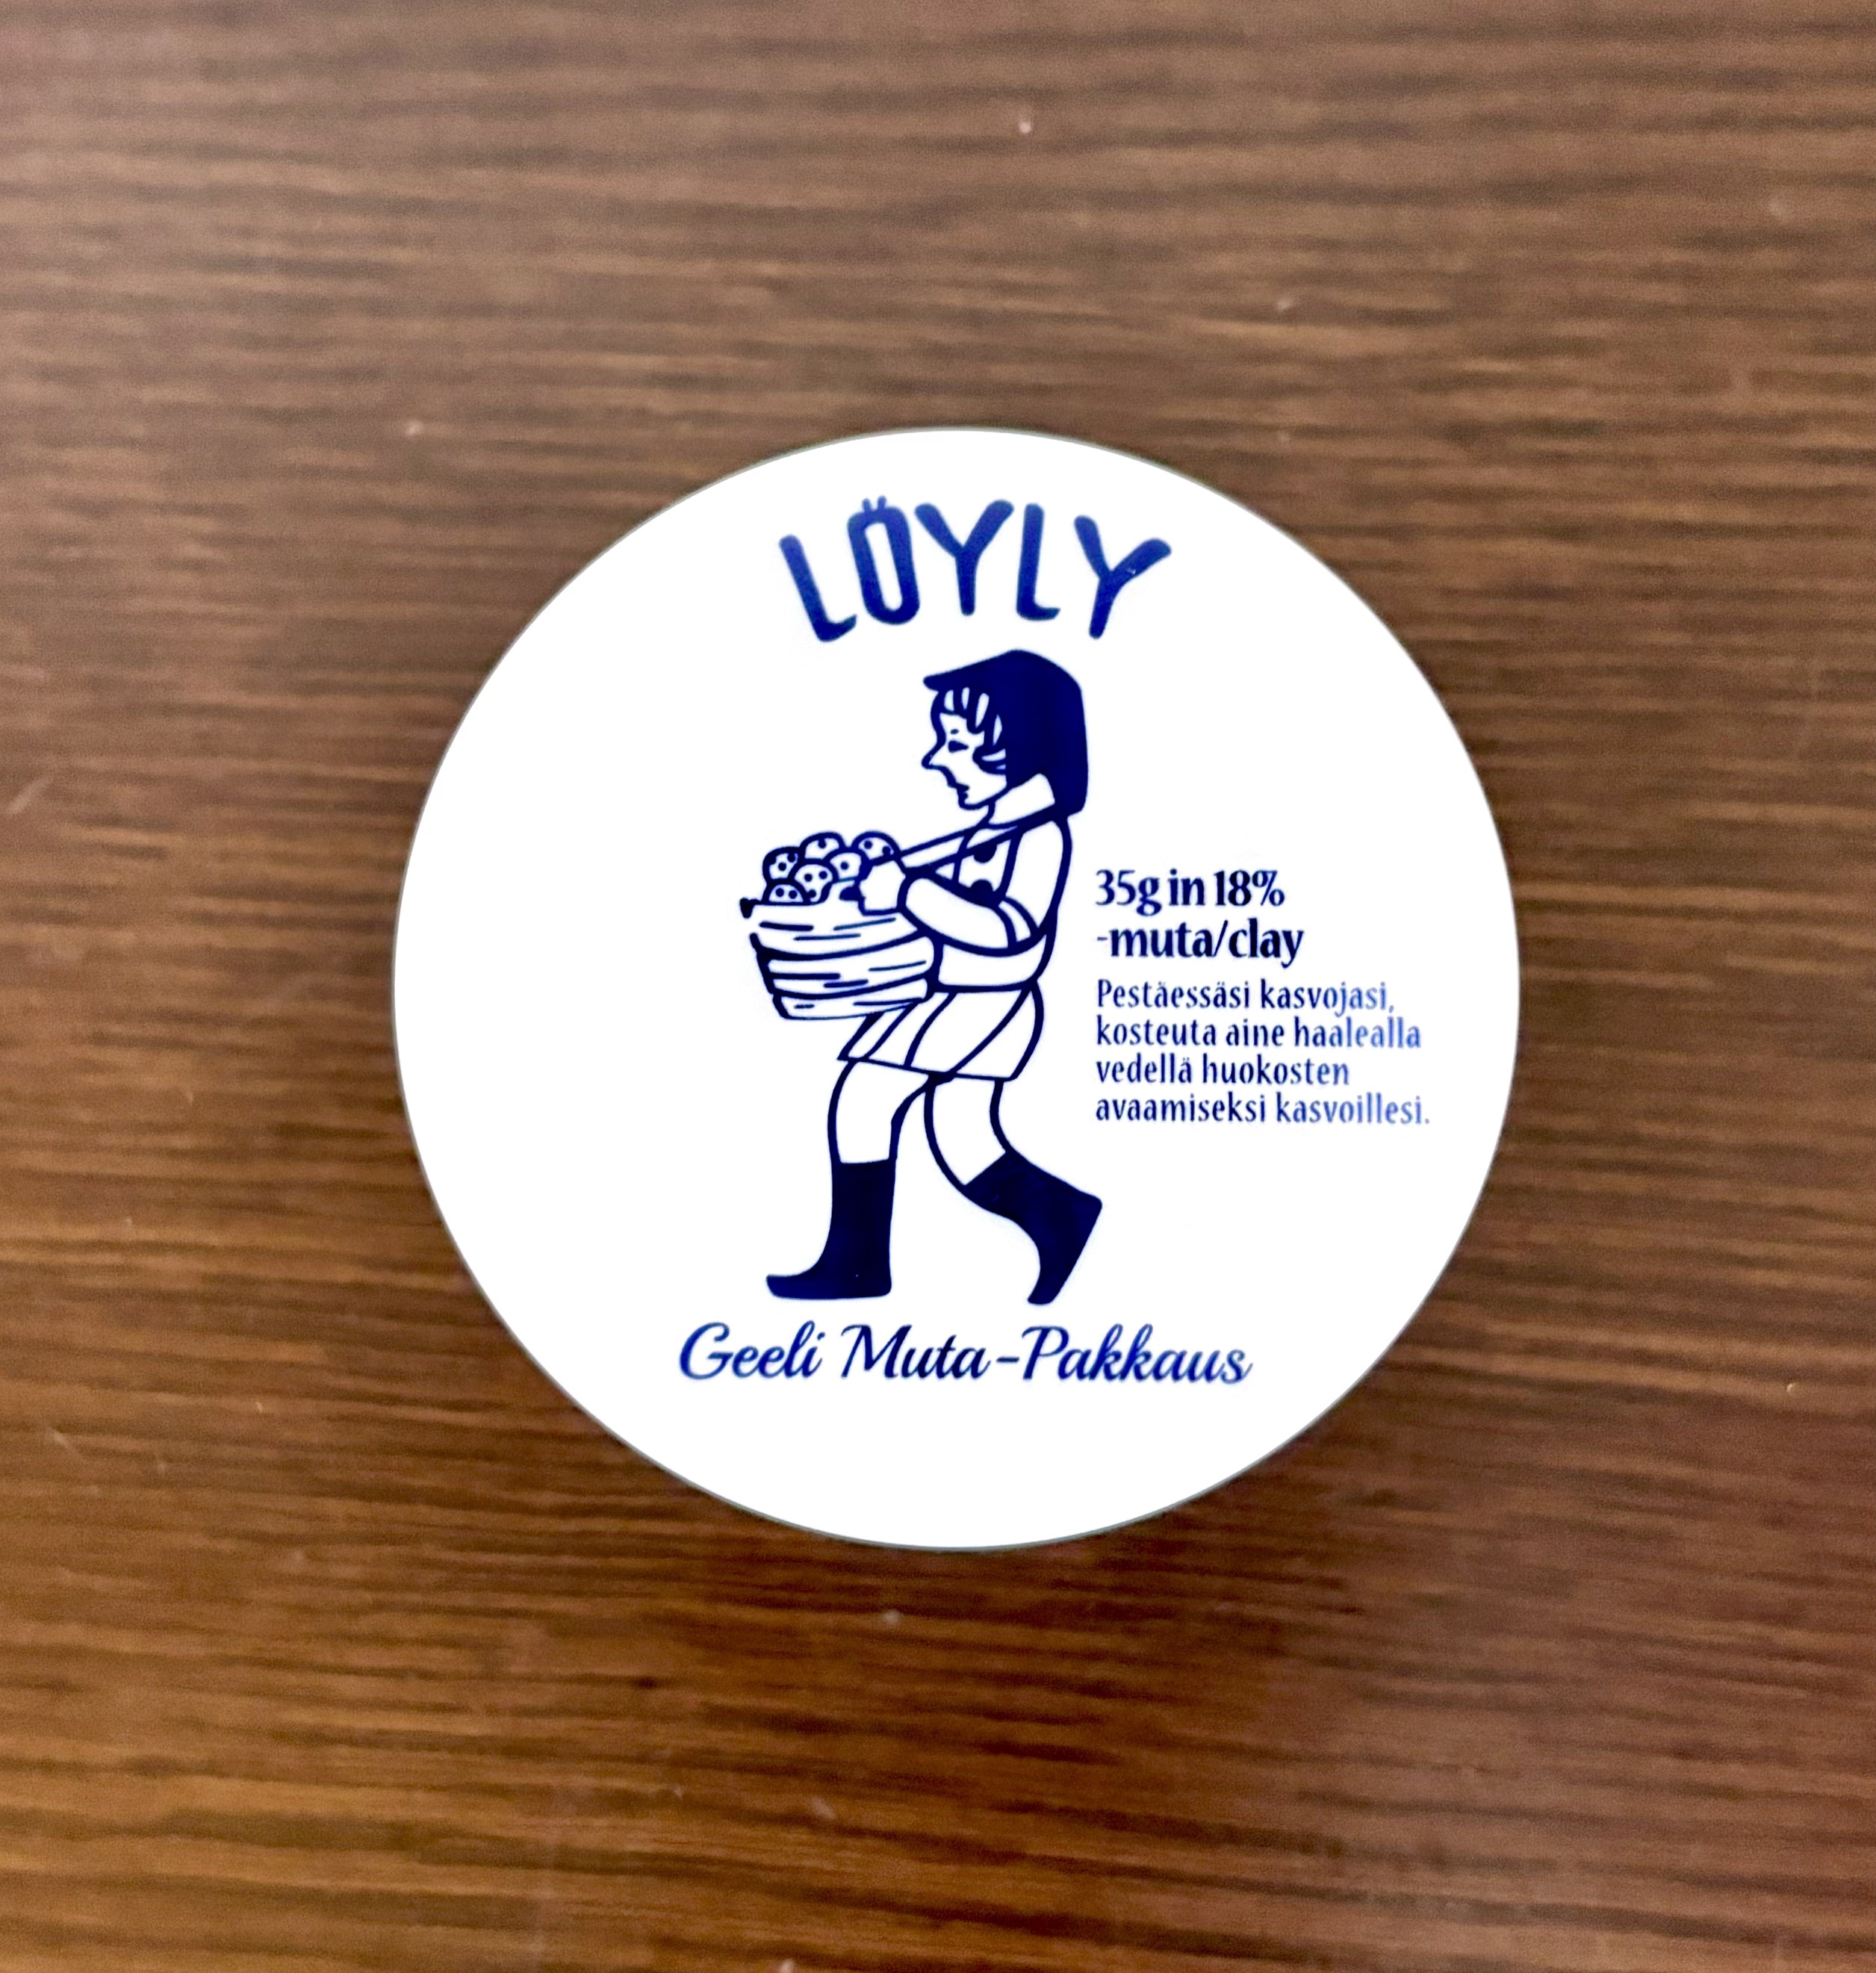 LÖYLY
35g in 18%
-muta/clay
Pestäessäsi kasvojasi,
kosteuta aine haalealla
vedellä huokosten
avaamiseksi kasvoillesi.
Geeli Muta-Pakkaus